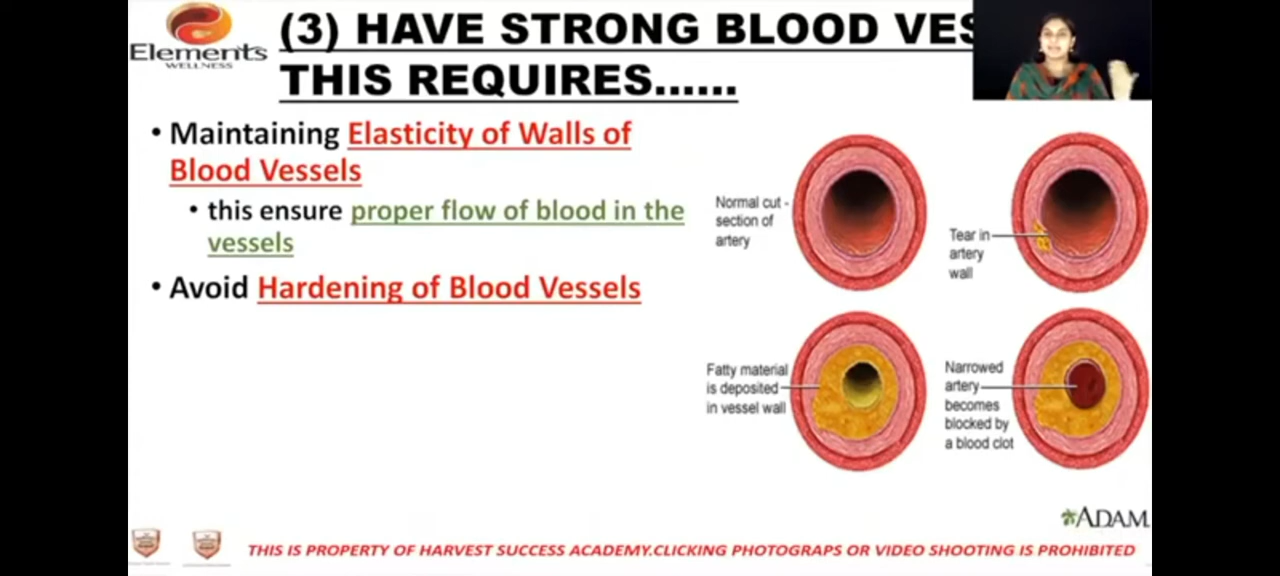 Elements
WELLNESS
(3) HAVE STRONG BLOOD VES
THIS REQUIRES......
• Maintaining Elasticity of Walls of
Blood Vessels
• this ensure proper flow of blood in the
vessels
• Avoid Hardening of Blood Vessels
Normal cut -
section of
artery
Tear in
artery
wall
Fatty material
is deposited
in vessel wall
Narrowed
artery
becomes
blocked by
a blood clot
ADAM
THIS IS PROPERTY OF HARVEST SUCCESS ACADEMY.CLICKING PHOTOGRAPS OR VIDEO SHOOTING IS PROHIBITED